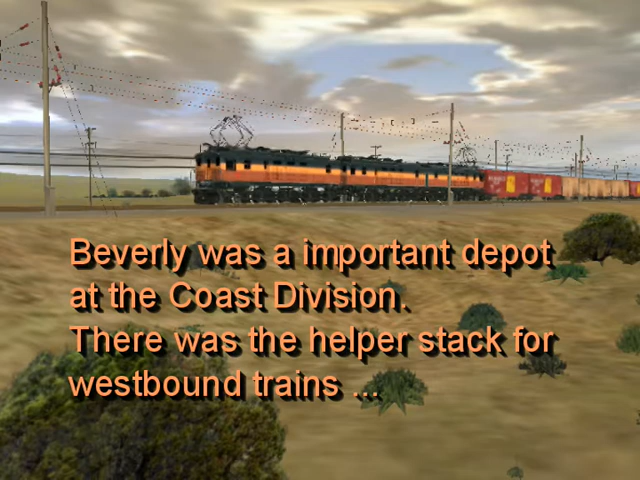 Beverly was a important depot
at the Coast Division.
There was the helper stack for
westbound trains ...